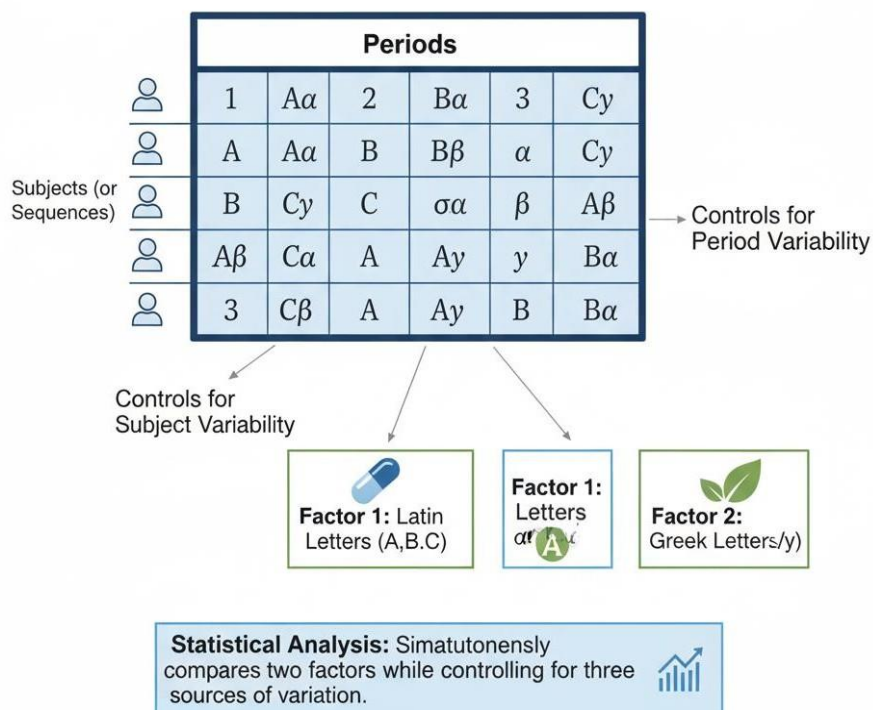 Periods
1 Aα 2 Bα 3 Cy
A Aα B Bβ α Cy
Subjects (or
Sequences)
B Cy C σα β Aβ
Controls for
Period Variability
Aβ Cα A Ay y Bα
3 Cβ A Ay B Bα
Controls for
Subject Variability
Factor 1: Latin
Letters (A,B.C)
Factor 1:
Letters
A
Factor 2:
Greek Letters/y)
Statistical Analysis: Simatutonensly
compares two factors while controlling for three
sources of variation.